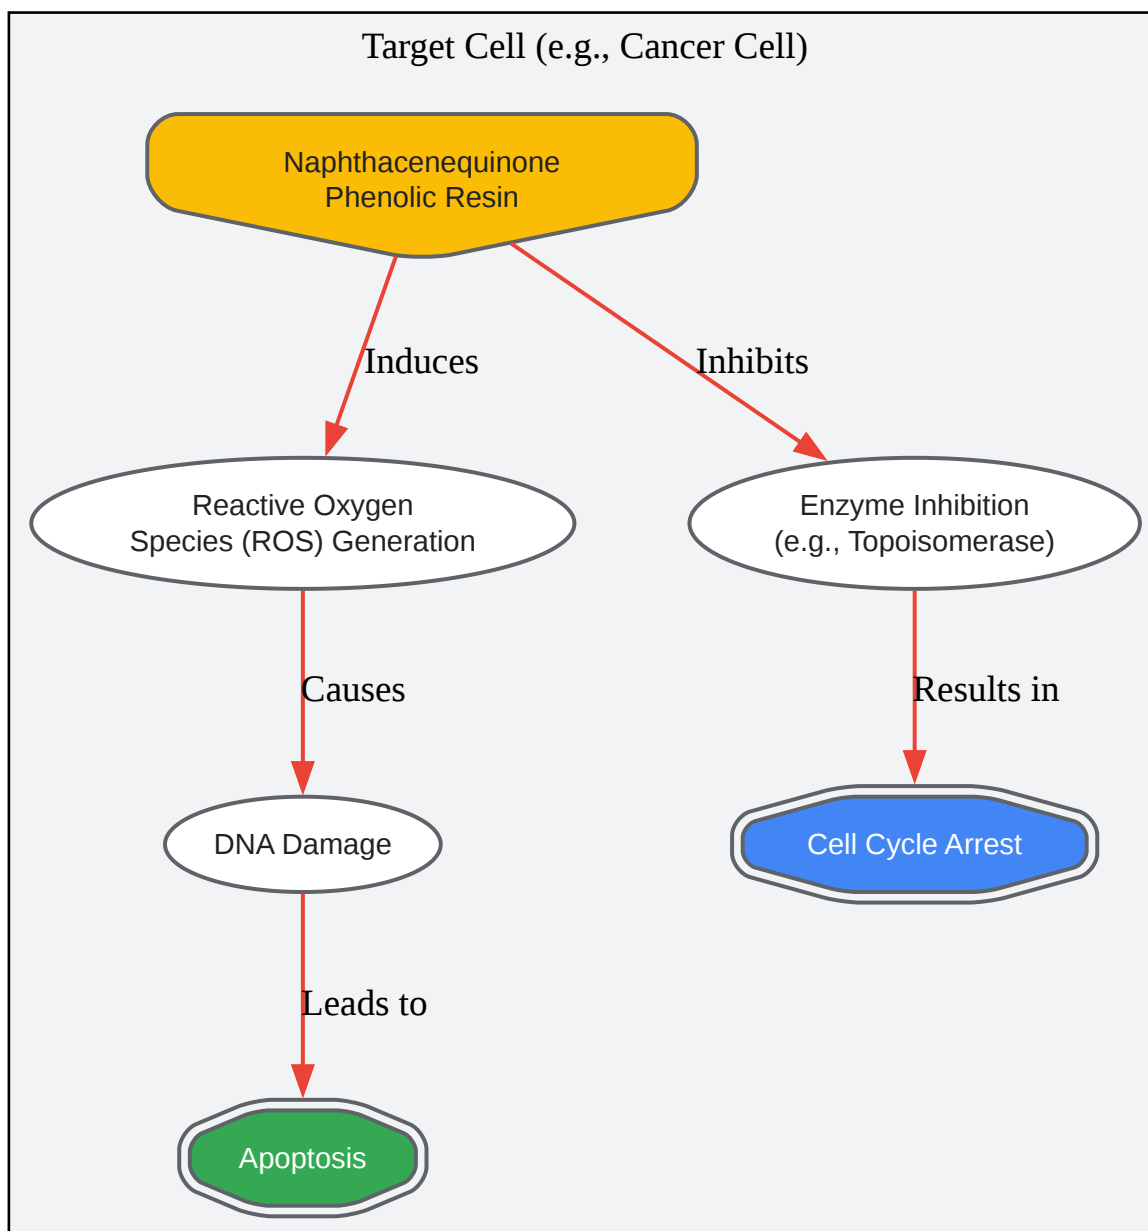 Target Cell (e.g., Cancer Cell)
Naphthacenequinone
Phenolic Resin
Induces
Inhibits
Reactive Oxygen
Species (ROS) Generation
Enzyme Inhibition
(e.g., Topoisomerase)
Causes
Results in
DNA Damage
Cell Cycle Arrest
Leads to
Apoptosis